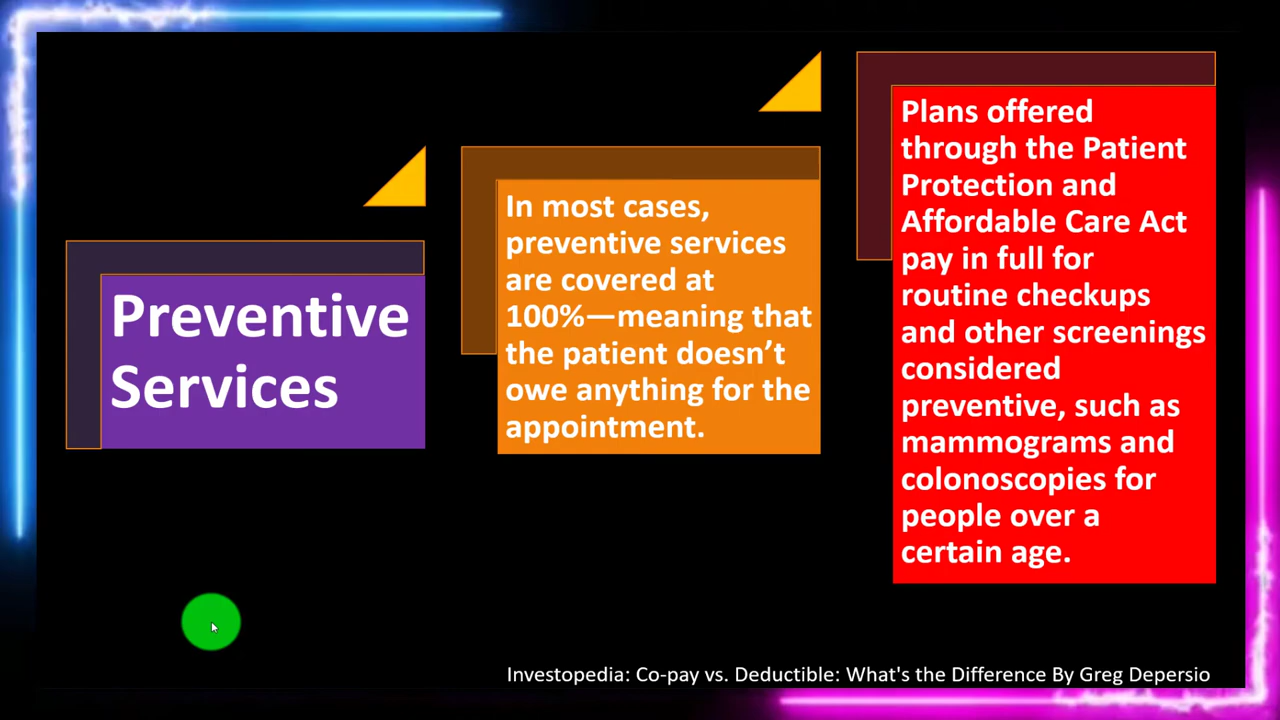 Preventive
Services
In most cases,
preventive services
are covered at
100%—meaning that
the patient doesn’t
owe anything for the
appointment.
Plans offered
through the Patient
Protection and
Affordable Care Act
pay in full for
routine checkups
and other screenings
considered
preventive, such as
mammograms and
colonoscopies for
people over a
certain age.
Investopedia: Co-pay vs. Deductible: What's the Difference By Greg Depersio